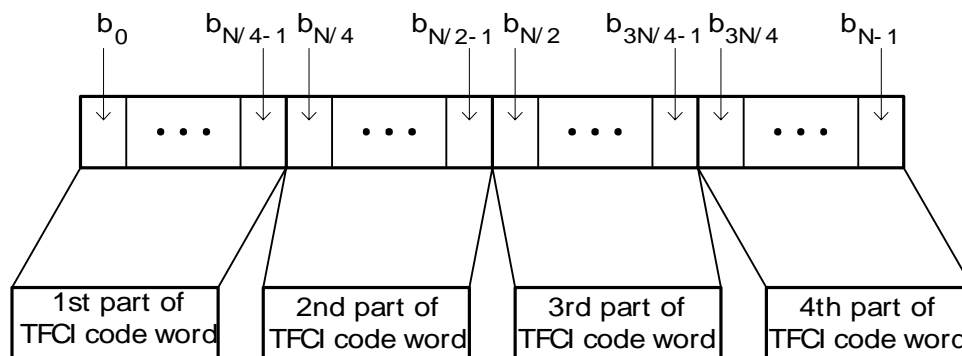 b0 bN/4-1 bN/4 bN/2-1 bN/2 b3N/4-1 b3N/4 bN-1
1st part of
TFCI code word
2nd part of
TFCI code word
3rd part of
TFCI code word
4th part of
TFCI code word